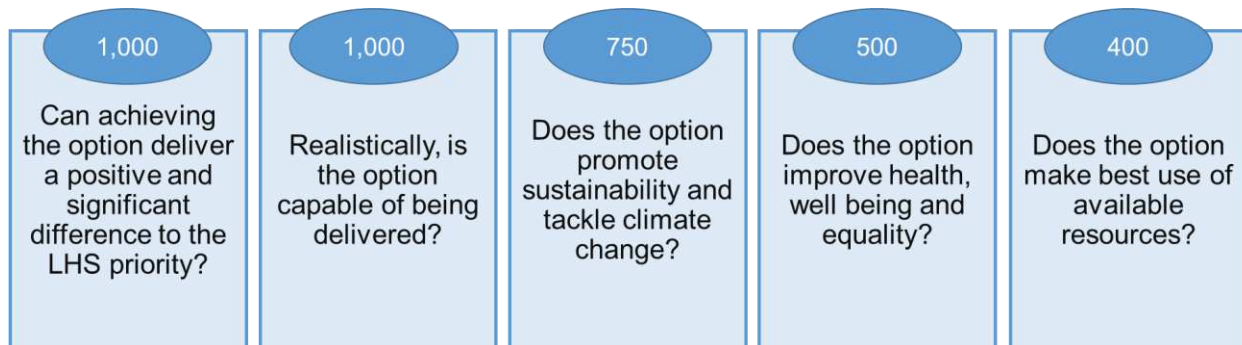 1,000
Can achieving
the option deliver
a positive and
significant
difference to the
LHS priority?
1,000
Realistically, is
the option
capable of being
delivered?
750
Does the option
promote
sustainability and
tackle climate
change?
500
Does the option
improve health,
well being and
equality?
400
Does the option
make best use of
available
resources?